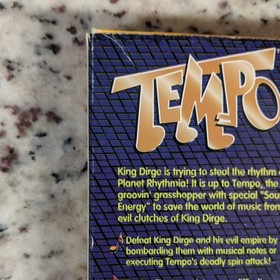 TEMPO
King Dirge is trying to steal the rhythm
Planet Rhythmia! It is up to Tempo, the
groovin' grasshopper with special "Sou
Energy" to save the world of music from
evil clutches of King Dirge.
Defeat King Dirge and his evil empire by
bombarding them with musical notes or
executing Tempo's deadly spin attack!